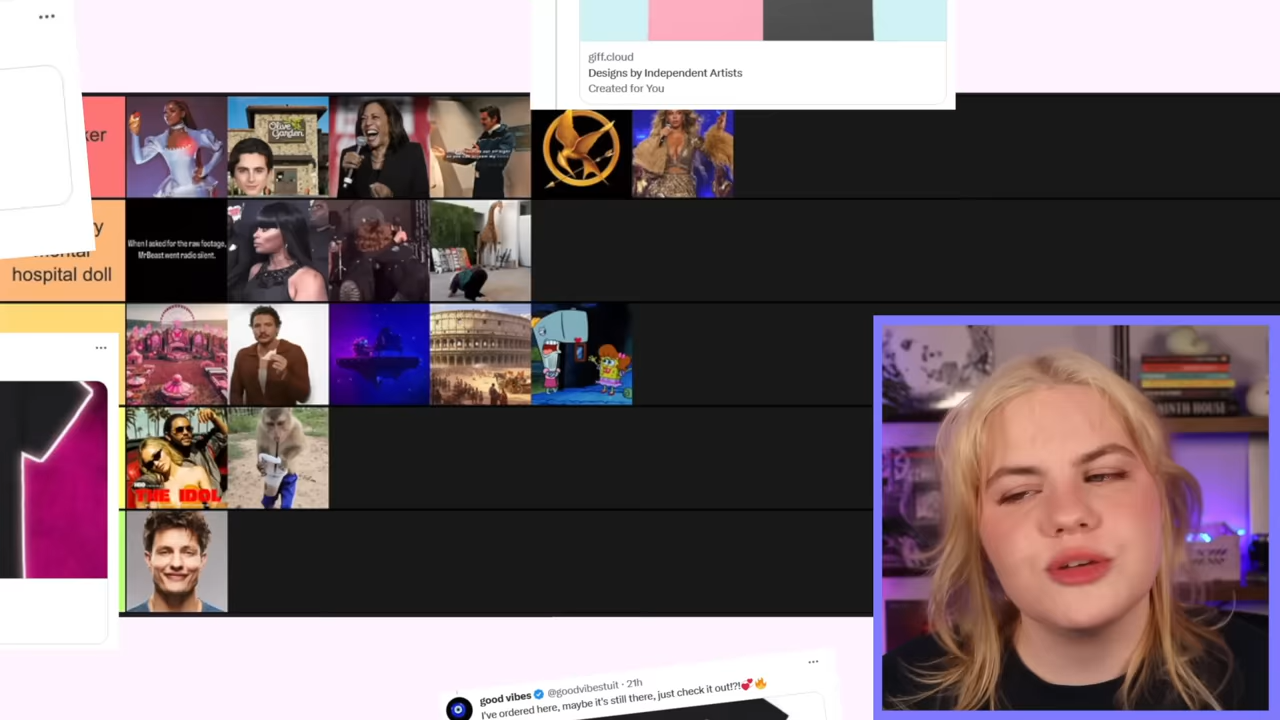 giff.cloud
Designs by Independent Artists
Created for You
ker
Olive Garden
ry
mental
hospital doll
When I asked for the raw footage,
MrBeast went radio silent.
THE IDOL
good vibes @goodvibestuit · 21h
I've ordered here, maybe it's still there, just check it out!?!💞🔥